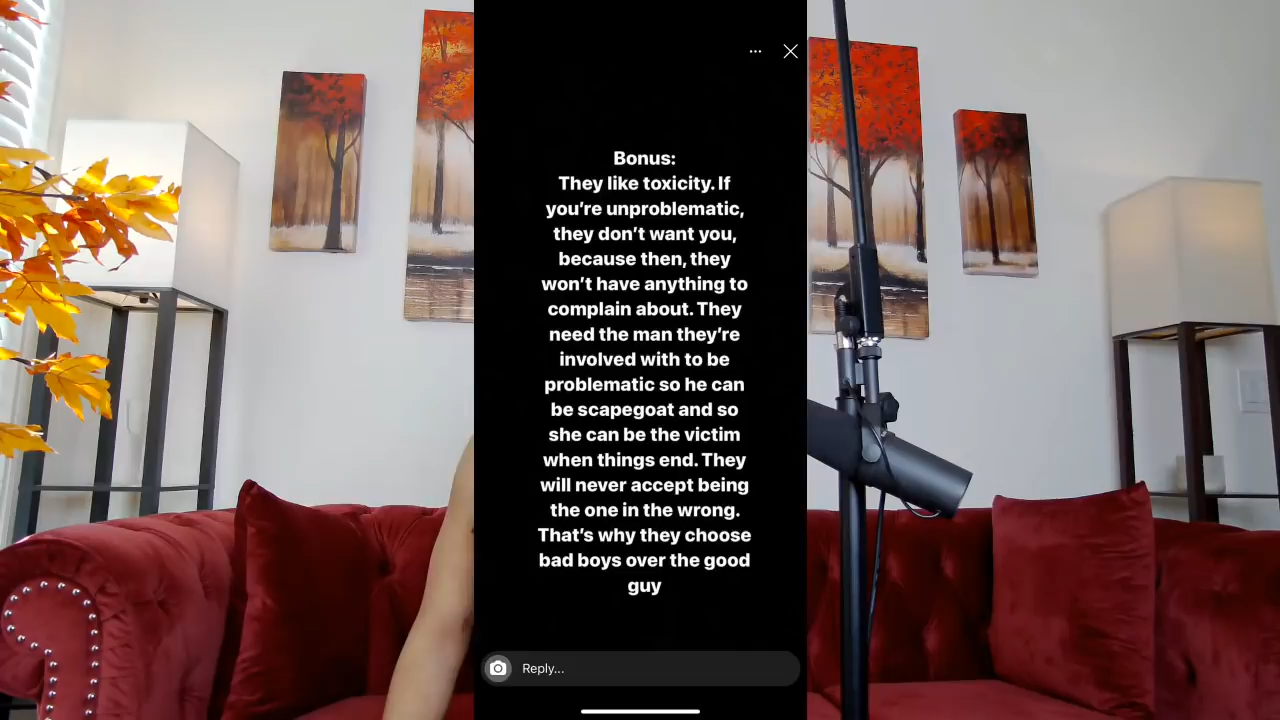 Bonus:
They like toxicity. If
you're unproblematic,
they don't want you,
because then, they
won't have anything to
complain about. They
need the man they're
involved with to be
problematic so he can
be scapegoat and so
she can be the victim
when things end. They
will never accept being
the one in the wrong.
That's why they choose
bad boys over the good
guy
Reply...